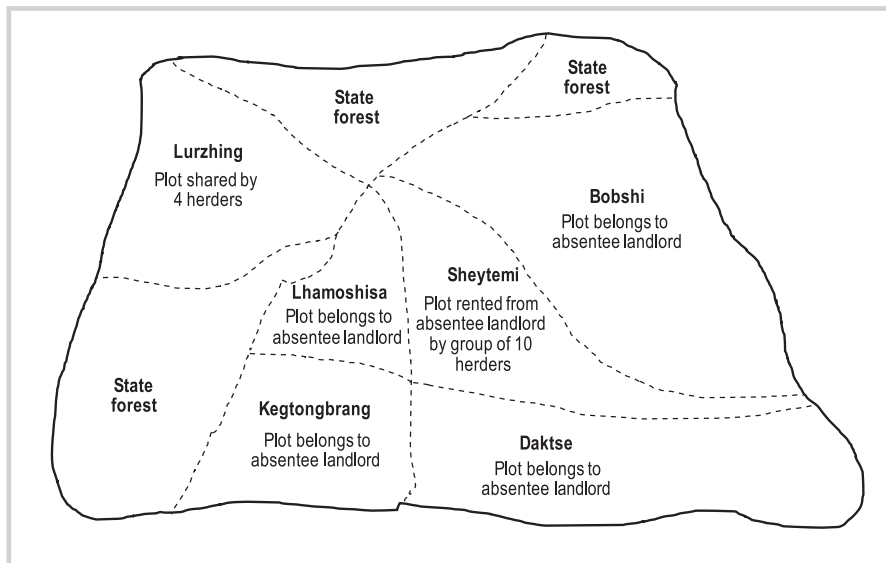 State
forest
State
forest
Lurzhing
Plot shared by
4 herders
Bobshi
Plot belongs to
absentee landlord
Sheytemi
Plot rented from
absentee landlord
by group of 10
herders
Lhamoshisa
Plot belongs to
absentee landlord
State
forest
Kegtongbrang
Plot belongs to
absentee landlord
Daktse
Plot belongs to
absentee landlord